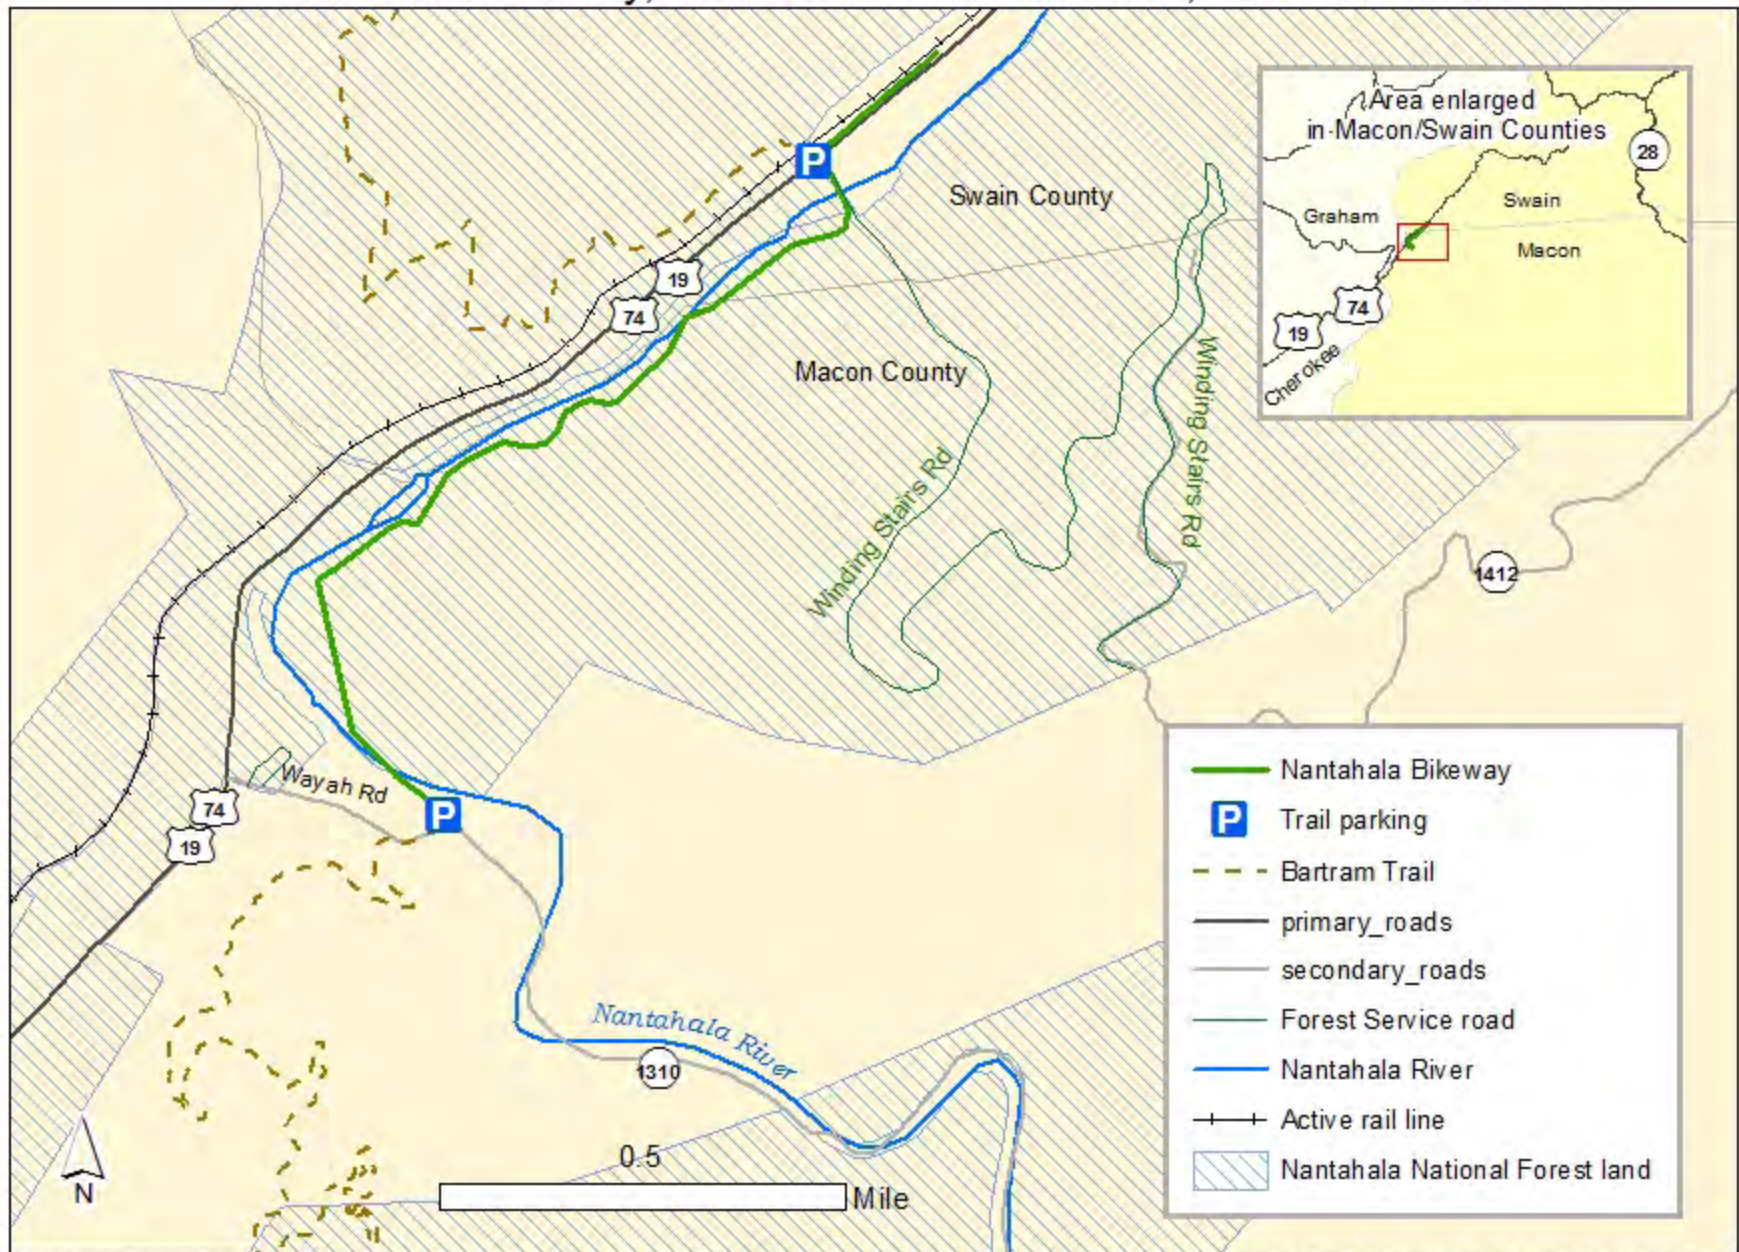 Area enlarged
in Macon/Swain Counties
28
Graham
Swain
Macon
74
19
Cherokee
P
Swain County
19
74
Macon County
Winding Stairs Rd
Winding Stairs Rd
1412
Wayah Rd
P
74
19
Nantahala River
1310
N
0.5
Mile
Nantahala Bikeway
P Trail parking
Bartram Trail
primary_roads
secondary_roads
Forest Service road
Nantahala River
Active rail line
Nantahala National Forest land